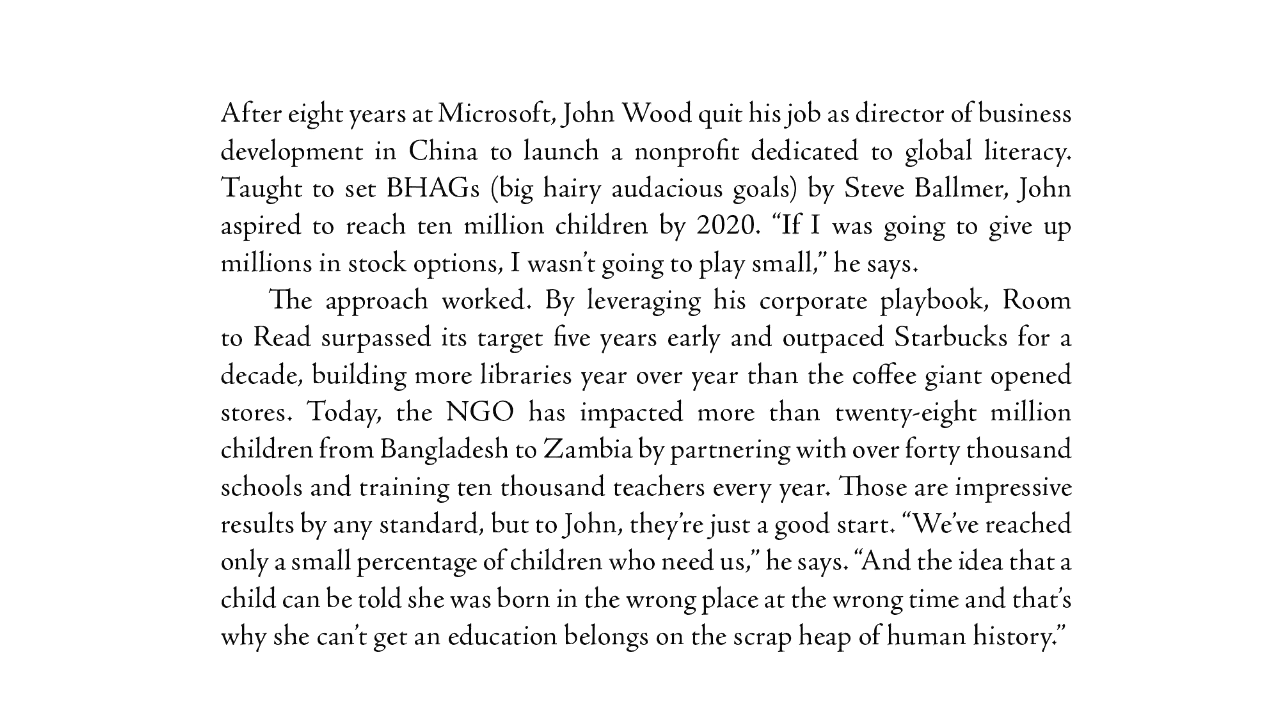 After eight years at Microsoft, John Wood quit his job as director of business
development in China to launch a nonprofit dedicated to global literacy.
Taught to set BHAGs (big hairy audacious goals) by Steve Ballmer, John
aspired to reach ten million children by 2020. “If I was going to give up
millions in stock options, I wasn’t going to play small,” he says.
The approach worked. By leveraging his corporate playbook, Room
to Read surpassed its target five years early and outpaced Starbucks for a
decade, building more libraries year over year than the coffee giant opened
stores. Today, the NGO has impacted more than twenty-eight million
children from Bangladesh to Zambia by partnering with over forty thousand
schools and training ten thousand teachers every year. Those are impressive
results by any standard, but to John, they’re just a good start. “We’ve reached
only a small percentage of children who need us,” he says. “And the idea that a
child can be told she was born in the wrong place at the wrong time and that’s
why she can’t get an education belongs on the scrap heap of human history.”